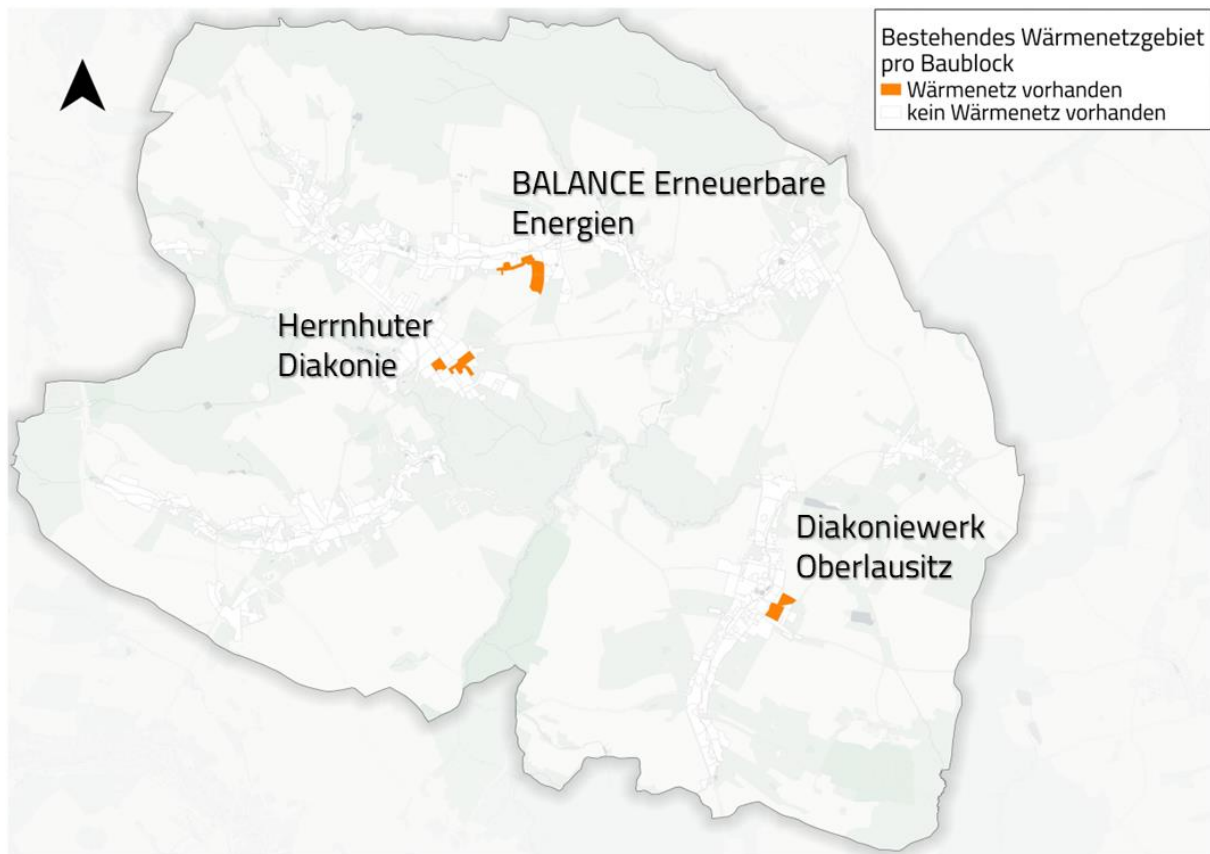 Bestehendes Wärmenetzgebiet
pro Baublock
Wärmenetz vorhanden
kein Wärmenetz vorhanden
BALANCE Erneuerbare
Energien
Herrnhuter
Diakonie
Diakoniewerk
Oberlausitz